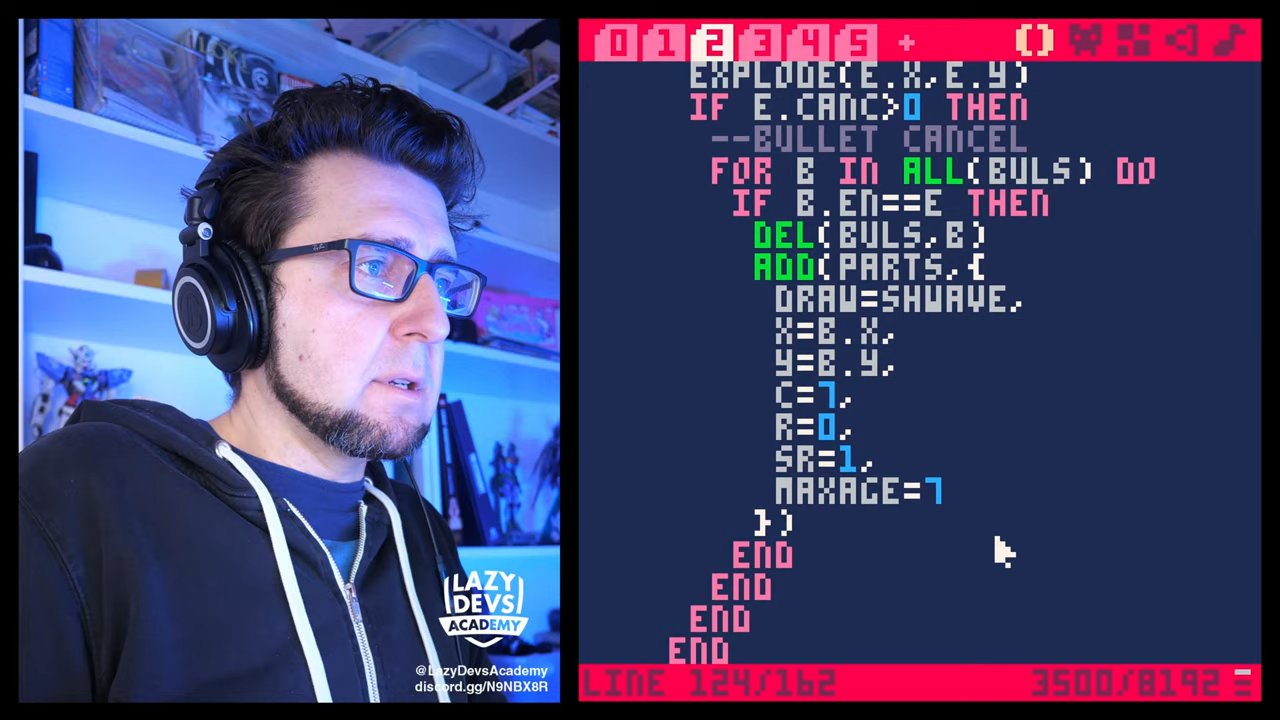 LAZY
DEVS
ACADEMY
@LazyDevsAcademy
discord.gg/N9NBX8R
0 1 2 3 4 5 +
EXPLODE(E.X,E.Y)
IF E.CANC>0 THEN
--BULLET CANCEL
FOR B IN ALL(BULS) DO
IF B.EN==E THEN
DEL(BULS,B)
ADD(PARTS,{
DRAW=SHWAVE,
X=B.X,
Y=B.Y,
C=7,
R=0,
SR=1,
MAXAGE=7
})
END
END
END
END
LINE 124/162 3500/8192